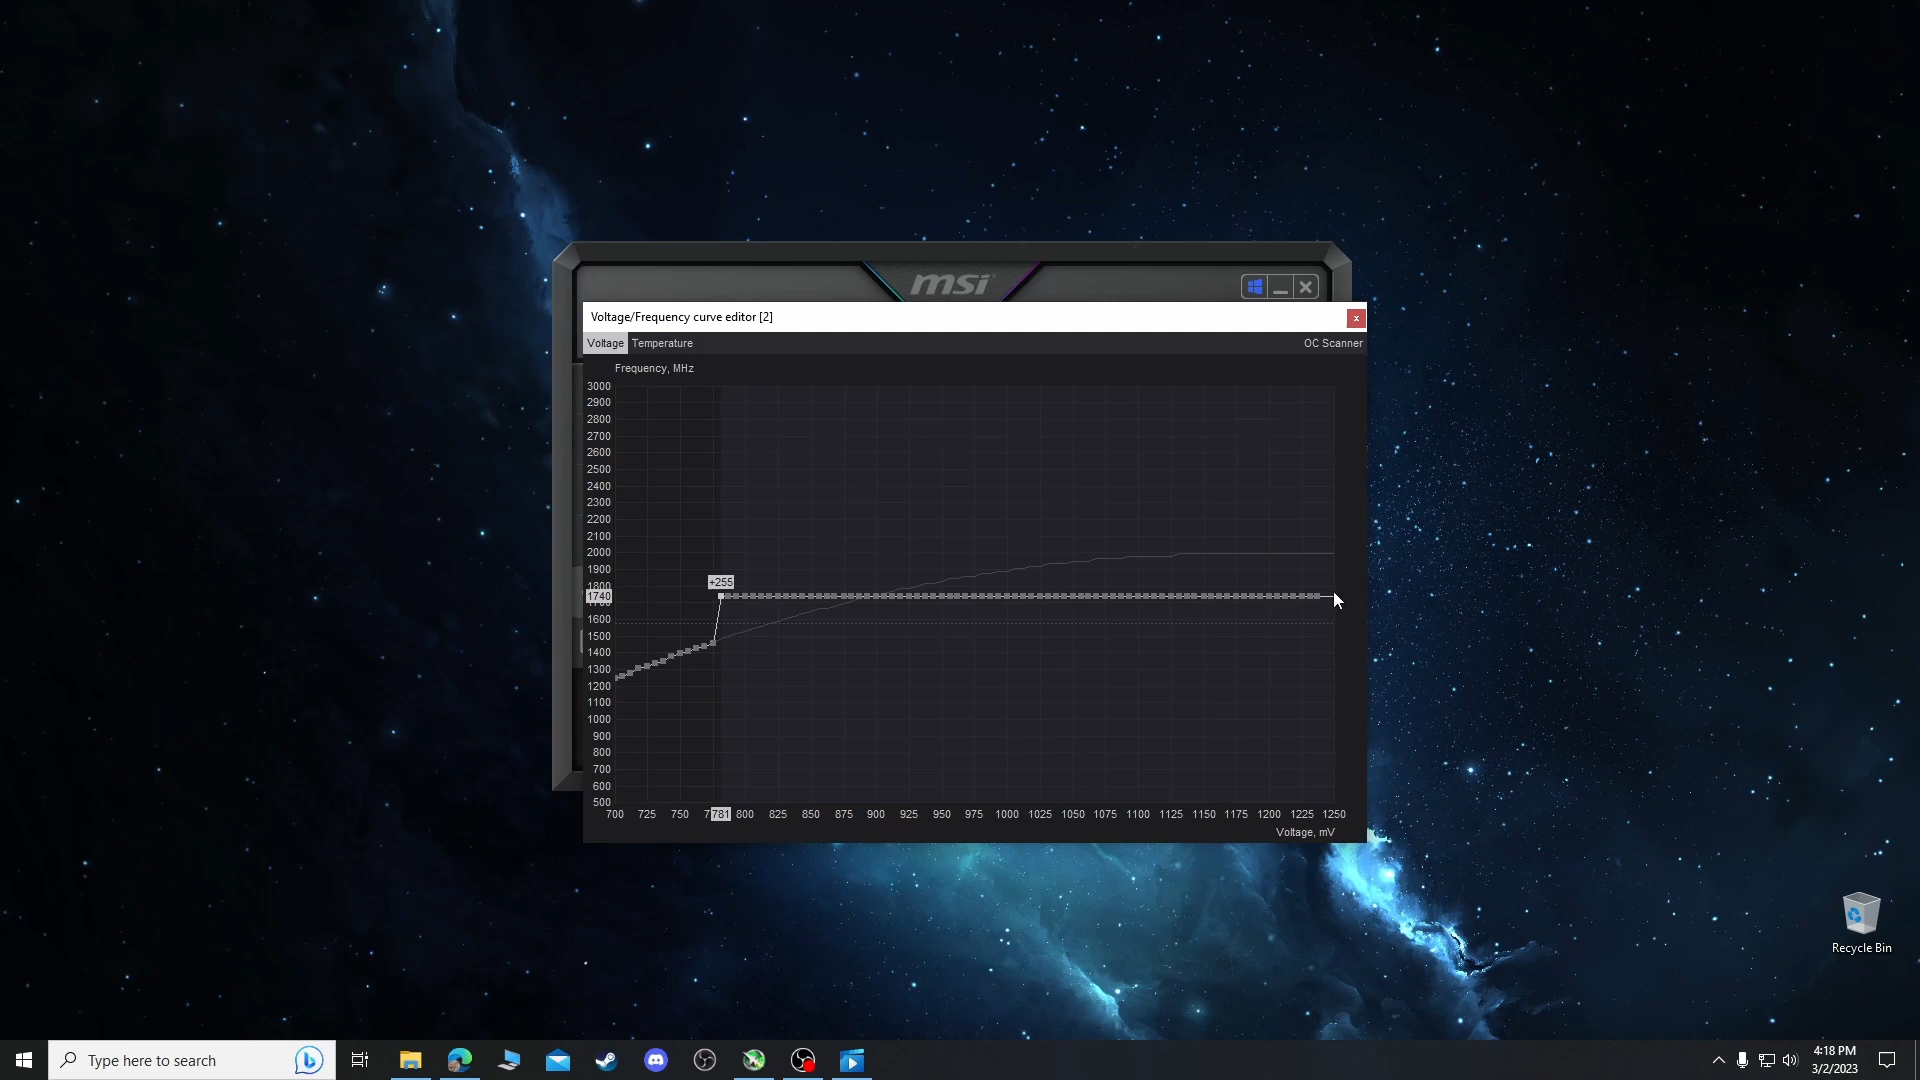 msi
Voltage/Frequency curve editor [2]
x
Voltage Temperature OC Scanner
Frequency, MHz
3000
2900
2800
2700
2600
2500
2400
2300
2200
2100
2000
1900
+255
1800
1740
1600
1500
1400
1300
1200
1100
1000
900
800
700
600
500
700 725 750 781 800 825 850 875 900 925 950 975 1000 1025 1050 1075 1100 1125 1150 1175 1200 1225 1250
Voltage, mV
Recycle Bin
Type here to search
4:18 PM
3/2/2023